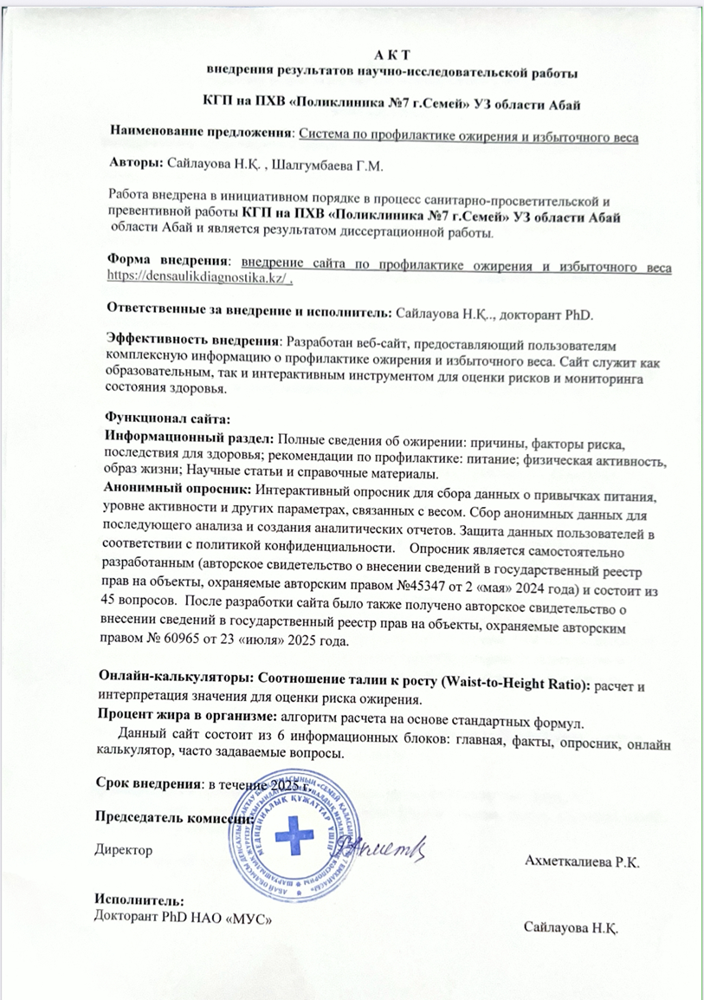 А К Т
внедрения результатов научно-исследовательской работы
КГП на ПХВ «Поликлиника №7 г.Семей» УЗ области Абай
Наименование предложения: Система по профилактике ожирения и избыточного веса
Авторы: Сайлауова Н.Қ. , Шалгумбаева Г.М.
Работа внедрена в инициативном порядке в процесс санитарно-просветительской и
превентивной работы КГП на ПХВ «Поликлиника №7 г.Семей» УЗ области Абай
области Абай и является результатом диссертационной работы.
Форма внедрения: внедрение сайта по профилактике ожирения и избыточного веса
https://densaulikdiagnostika.kz/ .
Ответственные за внедрение и исполнитель: Сайлауова Н.Қ.., докторант PhD.
Эффективность внедрения: Разработан веб-сайт, предоставляющий пользователям
комплексную информацию о профилактике ожирения и избыточного веса. Сайт служит как
образовательным, так и интерактивным инструментом для оценки рисков и мониторинга
состояния здоровья.
Функционал сайта:
Информационный раздел: Полные сведения об ожирении: причины, факторы риска,
последствия для здоровья; рекомендации по профилактике: питание; физическая активность,
образ жизни; Научные статьи и справочные материалы.
Анонимный опросник: Интерактивный опросник для сбора данных о привычках питания,
уровне активности и других параметрах, связанных с весом. Сбор анонимных данных для
последующего анализа и создания аналитических отчетов. Защита данных пользователей в
соответствии с политикой конфиденциальности. Опросник является самостоятельно
разработанным (авторское свидетельство о внесении сведений в государственный реестр
прав на объекты, охраняемые авторским правом №45347 от 2 «мая» 2024 года) и состоит из
45 вопросов. После разработки сайта было также получено авторское свидетельство о
внесении сведений в государственный реестр прав на объекты, охраняемые авторским
правом № 60965 от 23 «июля» 2025 года.
Онлайн-калькуляторы: Соотношение талии к росту (Waist-to-Height Ratio): расчет и
интерпретация значения для оценки риска ожирения.
Процент жира в организме: алгоритм расчета на основе стандартных формул.
Данный сайт состоит из 6 информационных блоков: главная, факты, опросник, онлайн
калькулятор, часто задаваемые вопросы.
Срок внедрения: в течение 2025 г.
Председатель комиссии:
Директор
Ахметкалиева Р.К.
МЕДИЦИНАЛЫҚ ҚҰЖАТТАР ҮШІН
Исполнитель:
Докторант PhD НАО «МУС»
Сайлауова Н.Қ.